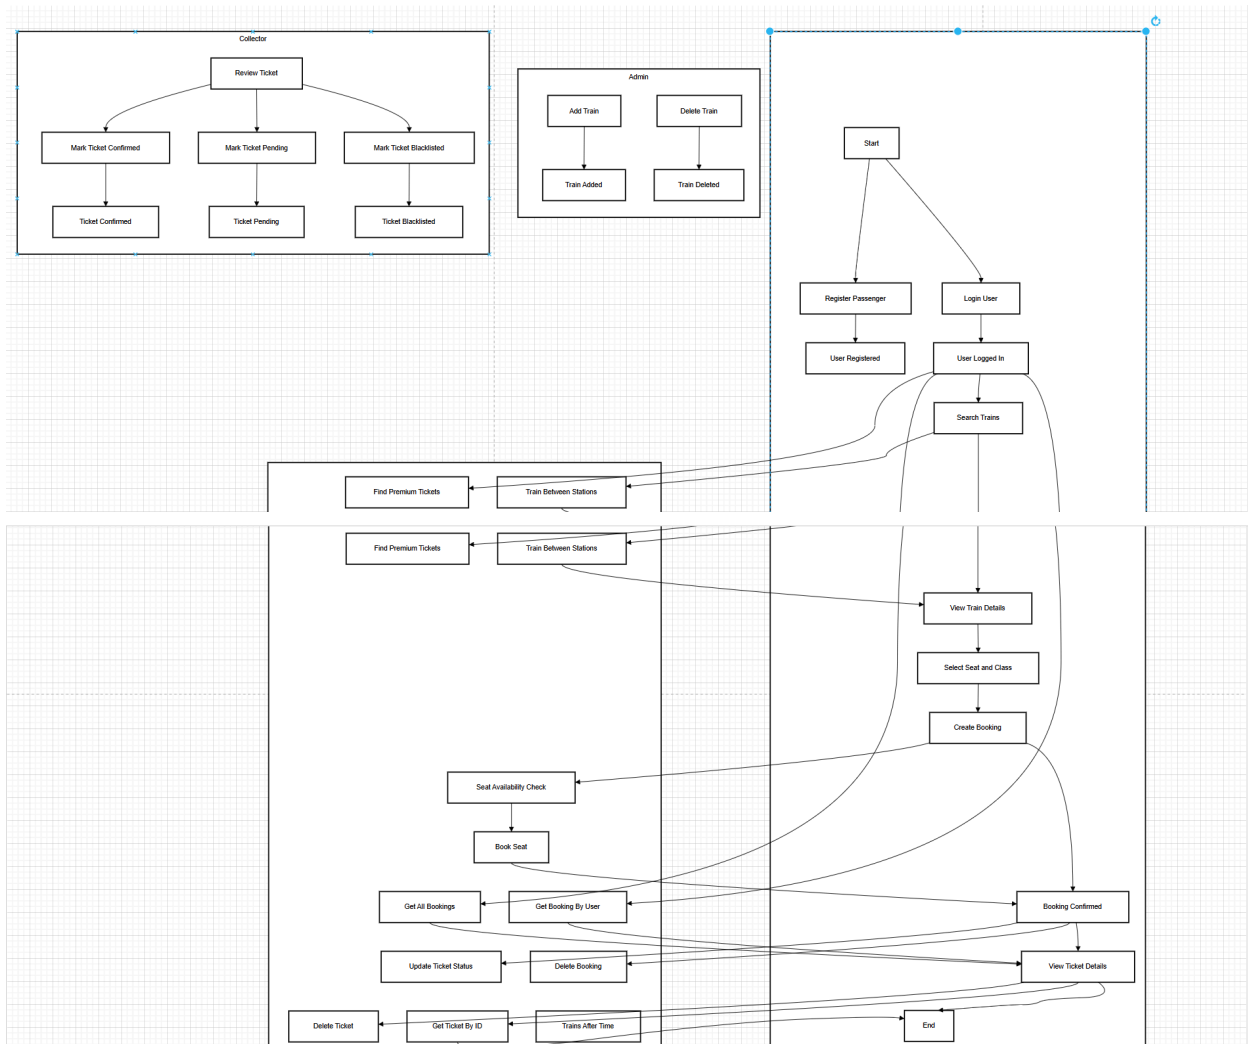 Collector
Review Ticket
Mark Ticket Confirmed
Mark Ticket Pending
Mark Ticket Blacklisted
Ticket Confirmed
Ticket Pending
Ticket Blacklisted
Admin
Add Train
Delete Train
Train Added
Train Deleted
Start
Register Passenger
Login User
User Registered
User Logged In
Search Trains
Find Premium Tickets
Train Between Stations
Find Premium Tickets
Train Between Stations
View Train Details
Select Seat and Class
Create Booking
Seat Availability Check
Book Seat
Get All Bookings
Get Booking By User
Booking Confirmed
Update Ticket Status
Delete Booking
View Ticket Details
Delete Ticket
Get Ticket By ID
Trains After Time
End